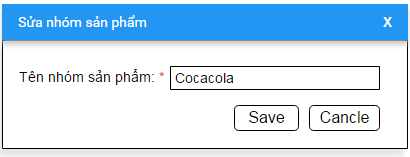 Sửa nhóm sản phẩm X
Tên nhóm sản phẩm: * Cocacola
Save Cancle